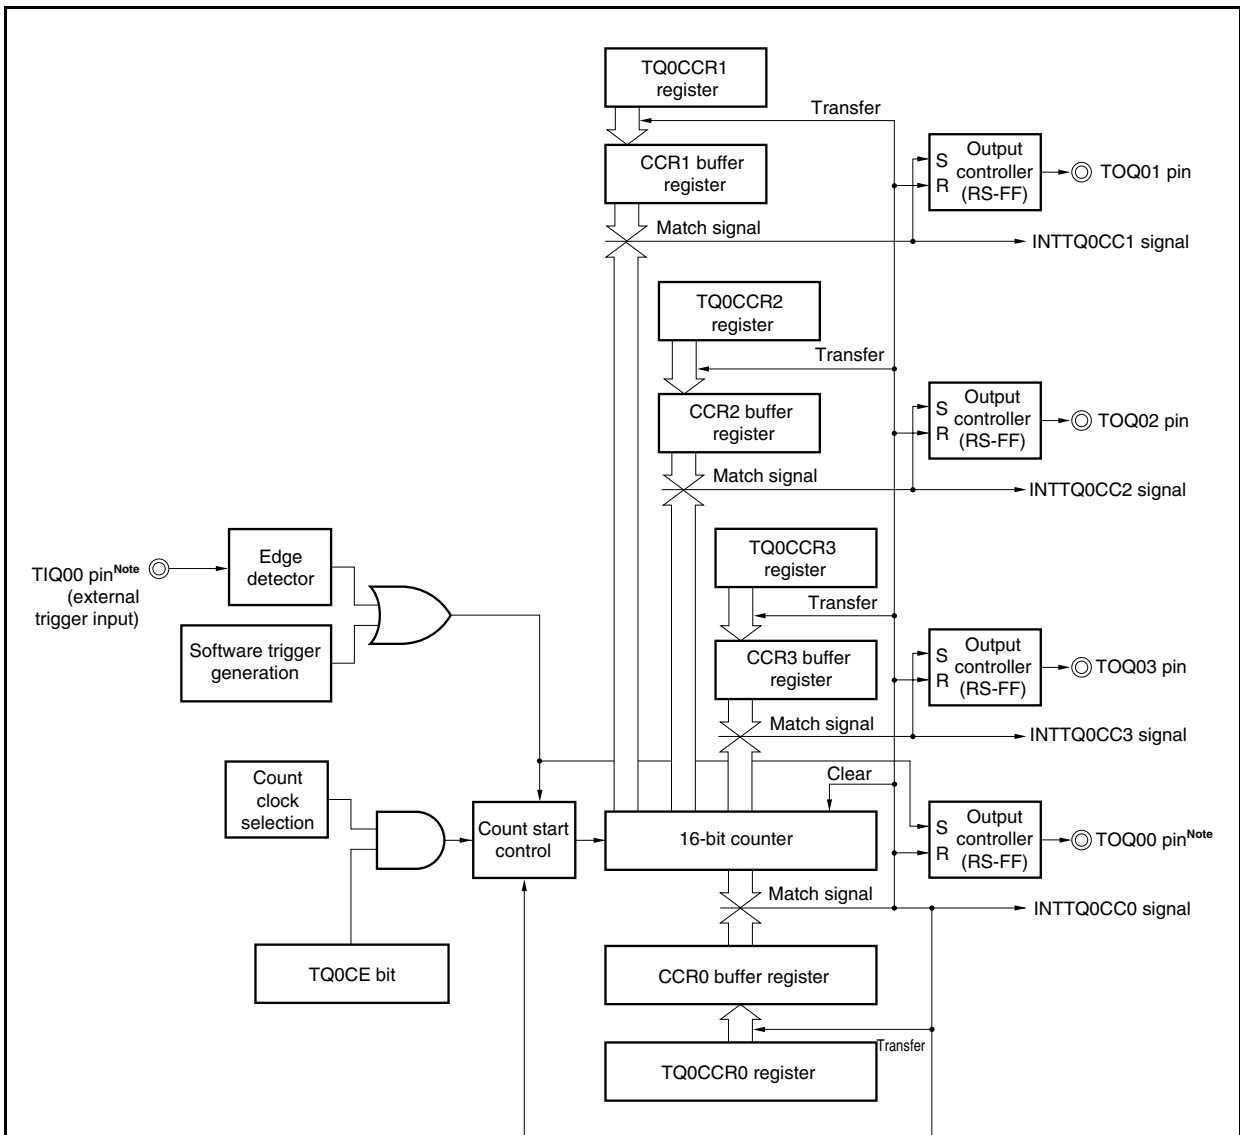 TQ0CCR1
register
Transfer
CCR1 buffer
register
S
R
Output
controller
(RS-FF)
TOQ01 pin
Match signal
INTTQ0CC1 signal
TQ0CCR2
register
Transfer
CCR2 buffer
register
S
R
Output
controller
(RS-FF)
TOQ02 pin
Match signal
INTTQ0CC2 signal
TIQ00 pinNote
(external
trigger input)
Edge
detector
Software trigger
generation
TQ0CCR3
register
Transfer
CCR3 buffer
register
S
R
Output
controller
(RS-FF)
TOQ03 pin
Match signal
INTTQ0CC3 signal
Count
clock
selection
Count start
control
Clear
16-bit counter
S
R
Output
controller
(RS-FF)
TOQ00 pinNote
Match signal
INTTQ0CC0 signal
TQ0CE bit
CCR0 buffer register
Transfer
TQ0CCR0 register